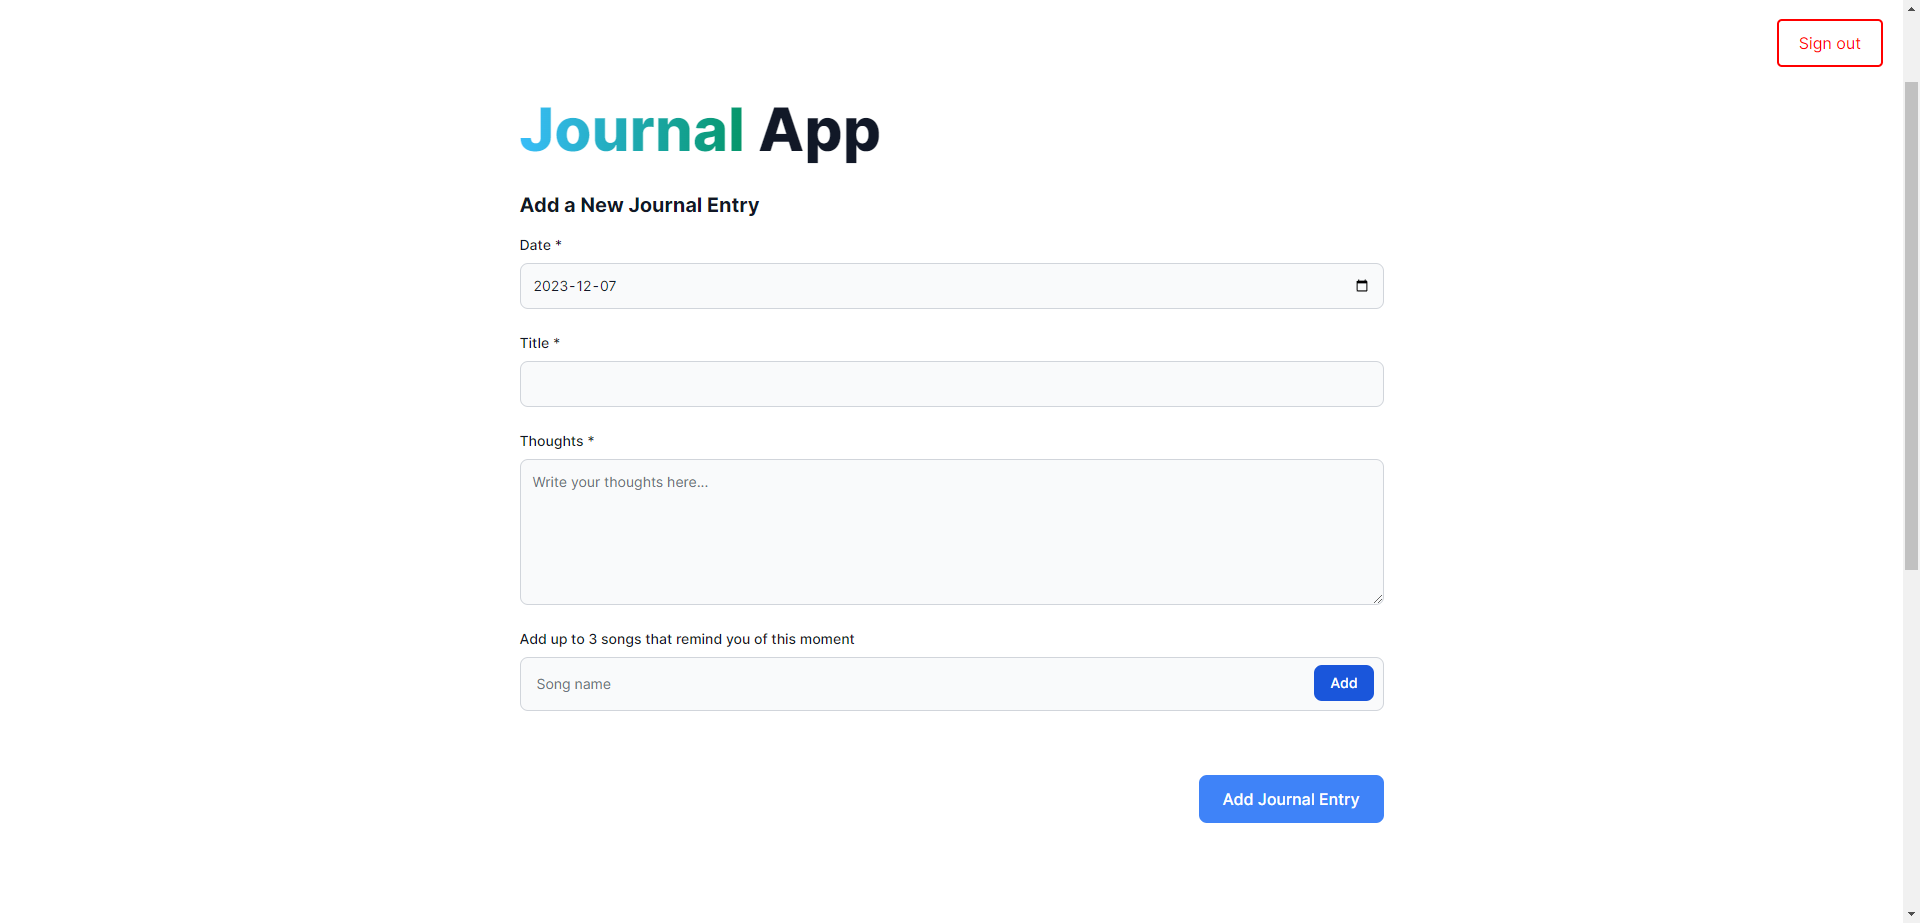 Sign out
Journal App
Add a New Journal Entry
Date *
2023-12-07
Title *
Thoughts *
Write your thoughts here...
Add up to 3 songs that remind you of this moment
Song name
Add
Add Journal Entry